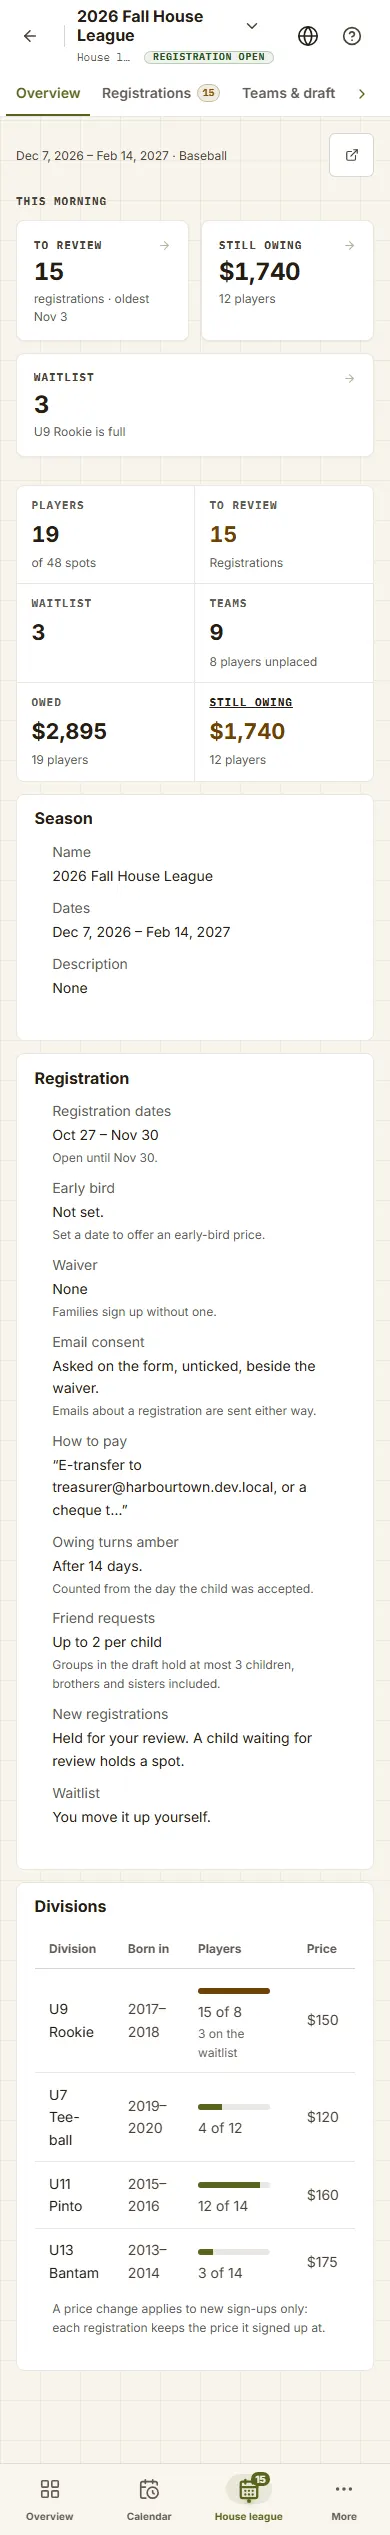 2026 Fall House
League
House l…
REGISTRATION OPEN
Overview
Registrations 15
Teams & draft
Dec 7, 2026 – Feb 14, 2027 · Baseball
THIS MORNING
TO REVIEW
15
registrations · oldest
Nov 3
STILL OWING
$1,740
12 players
WAITLIST
3
U9 Rookie is full
PLAYERS
19
of 48 spots
TO REVIEW
15
Registrations
WAITLIST
3
TEAMS
9
8 players unplaced
OWED
$2,895
19 players
STILL OWING
$1,740
12 players
Season
Name
2026 Fall House League
Dates
Dec 7, 2026 – Feb 14, 2027
Description
None
Registration
Registration dates
Oct 27 – Nov 30
Open until Nov 30.
Early bird
Not set.
Set a date to offer an early-bird price.
Waiver
None
Families sign up without one.
Email consent
Asked on the form, unticked, beside the
waiver.
Emails about a registration are sent either way.
How to pay
“E-transfer to
treasurer@harbourtown.dev.local, or a
cheque t…”
Owing turns amber
After 14 days.
Counted from the day the child was accepted.
Friend requests
Up to 2 per child
Groups in the draft hold at most 3 children,
brothers and sisters included.
New registrations
Held for your review. A child waiting for
review holds a spot.
Waitlist
You move it up yourself.
Divisions
Division Born in Players Price
U9
Rookie
2017–
2018
15 of 8
3 on the
waitlist
$150
U7
Tee-
ball
2019–
2020
4 of 12
$120
U11
Pinto
2015–
2016
12 of 14
$160
U13
Bantam
2013–
2014
3 of 14
$175
A price change applies to new sign-ups only:
each registration keeps the price it signed up at.
15
Overview
Calendar
House league
More